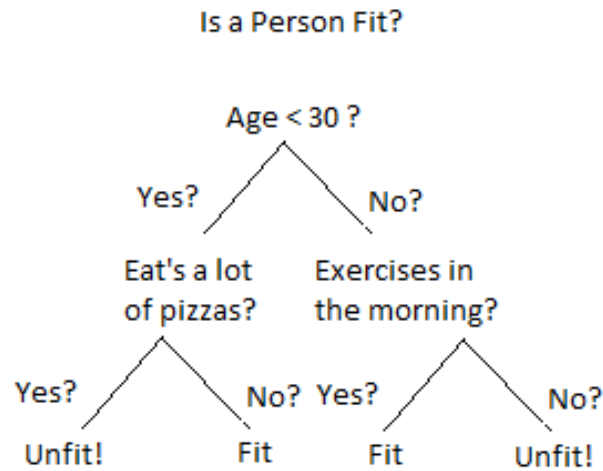 Is a Person Fit?
Age < 30 ?
Yes?
No?
Eat's a lot
of pizzas?
Exercises in
the morning?
Yes?
No?
Yes?
No?
Unfit!
Fit
Fit
Unfit!